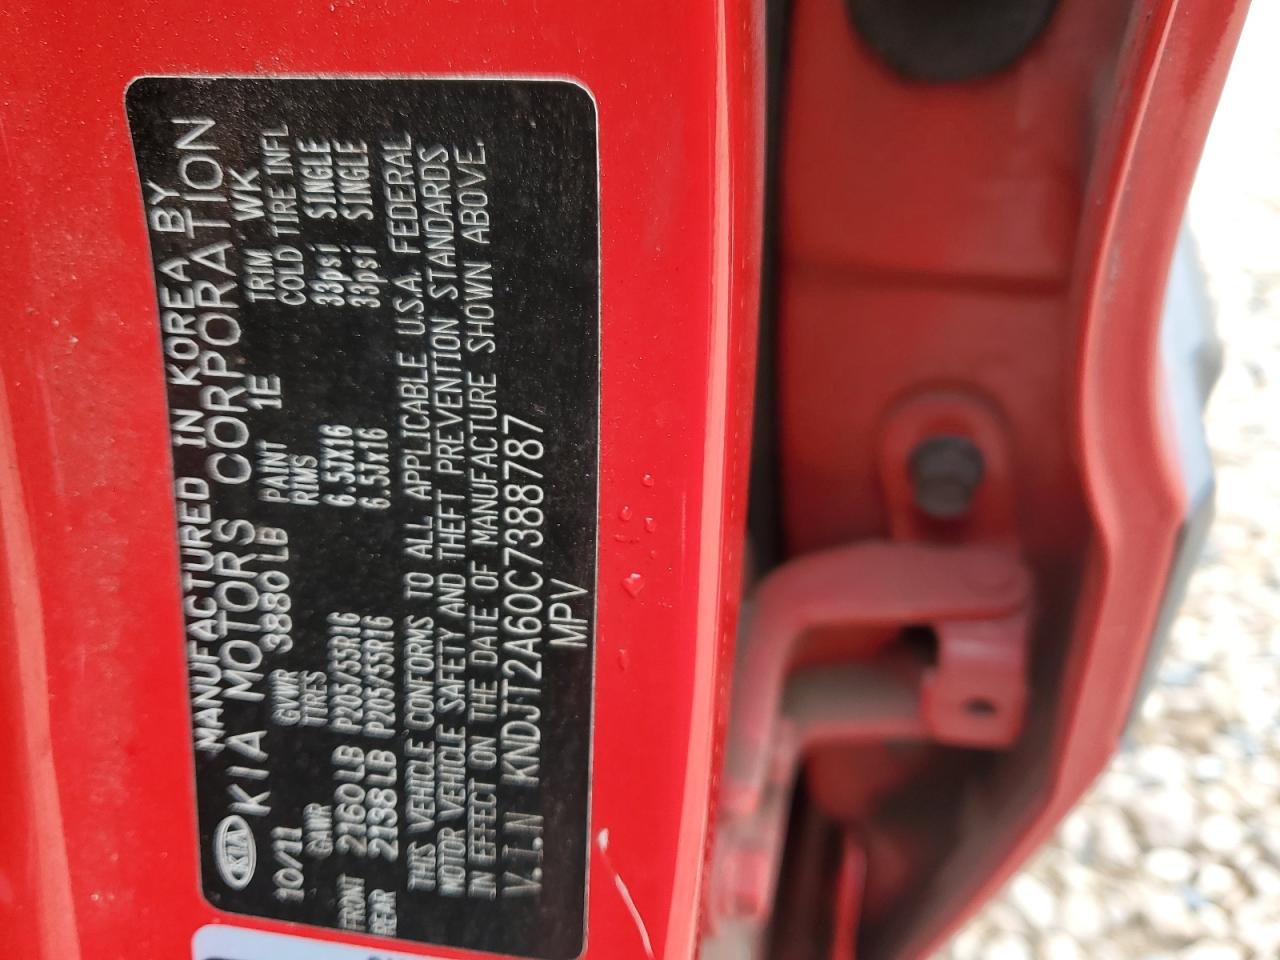 MANUFACTURED IN KOREA BY
KIA KIA MOTORS CORPORATION
10/11 GVWR 3880LB PAINT 1E TRIM WK
GAWR TIRES RIMS COLD TIRE INFL
FRONT 2160LB P205/55R16 6.5JX16 33psi SINGLE
REAR 2138LB P205/55R16 6.5Jx16 33psi SINGLE
THIS VEHICLE CONFORMS TO ALL APPLICABLE U.S.A. FEDERAL
MOTOR VEHICLE SAFETY AND THEFT PREVENTION STANDARDS
IN EFFECT ON THE DATE OF MANUFACTURE SHOWN ABOVE.
V.I.N KNDJT2A60C7388787
MPV